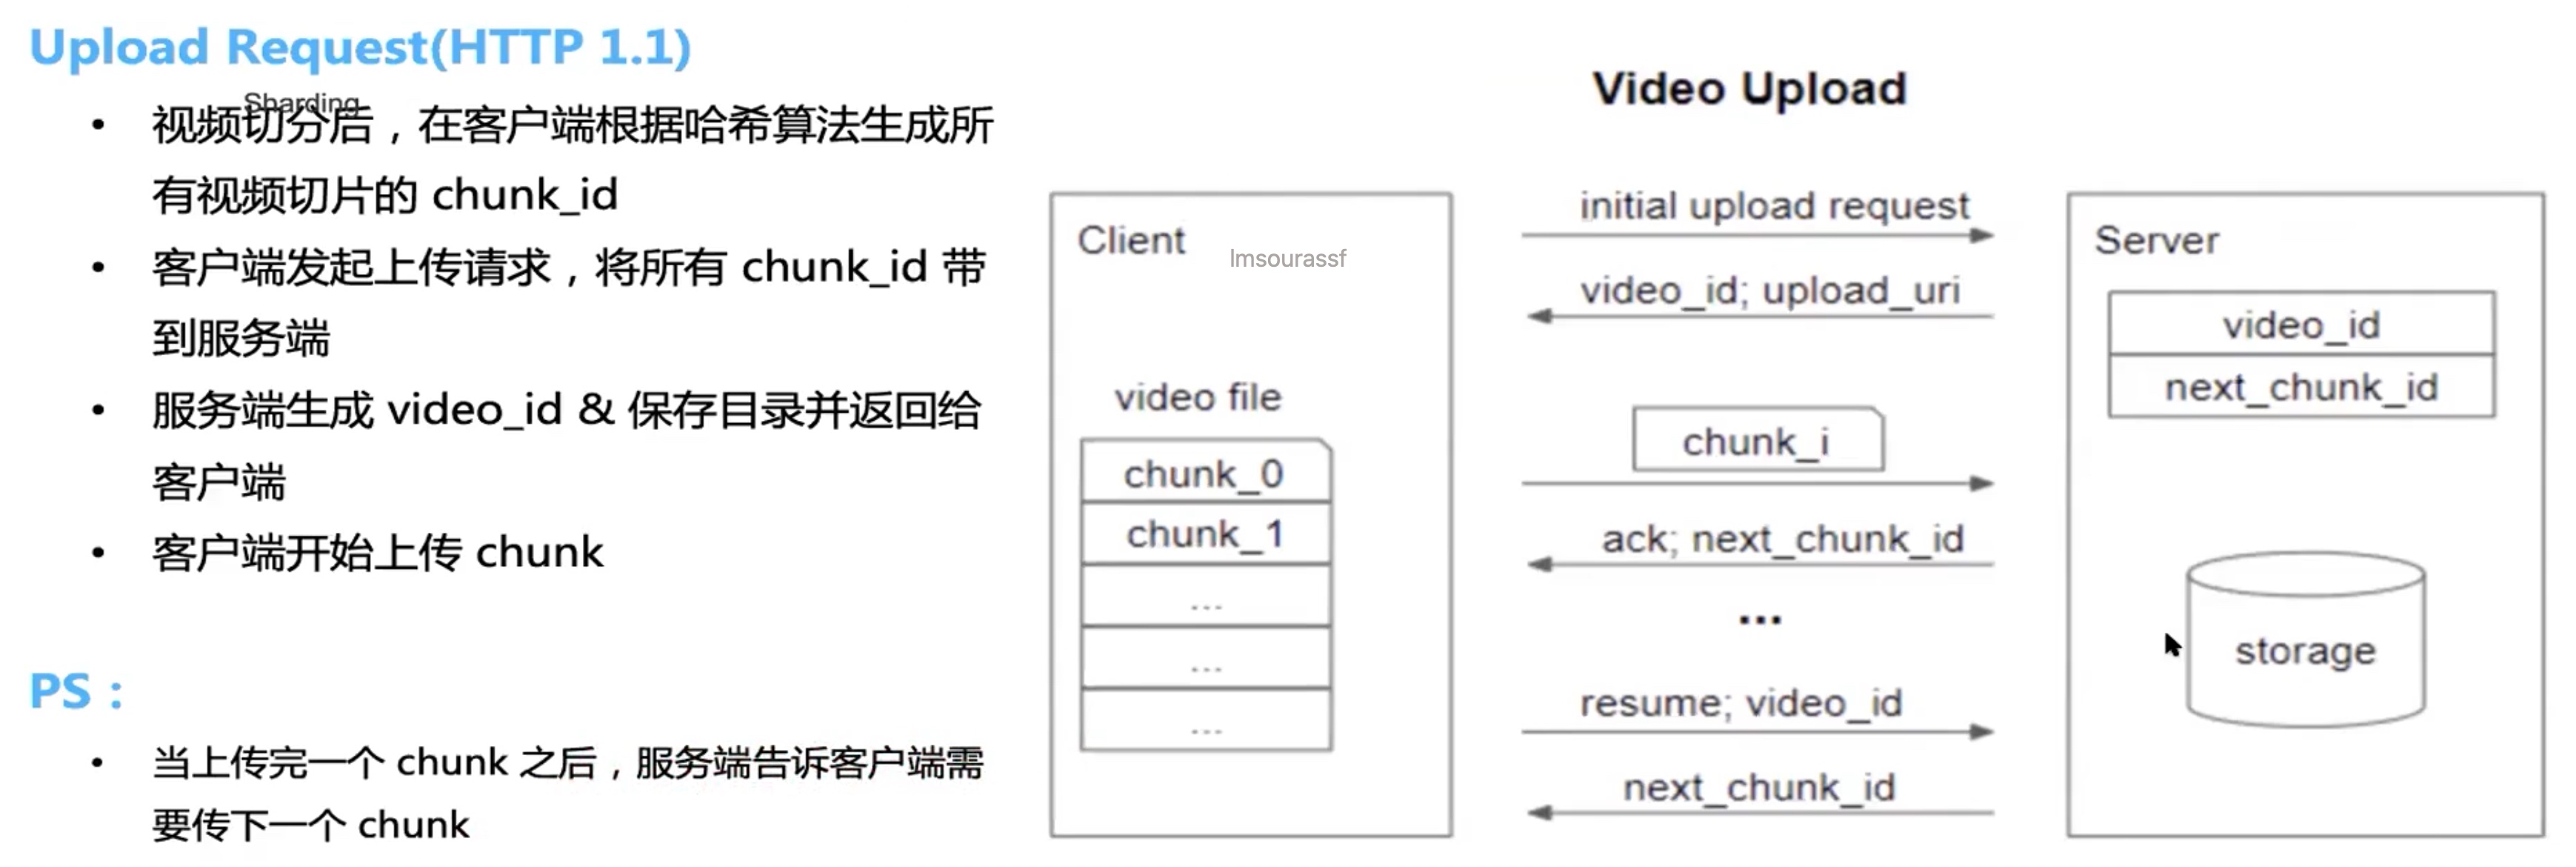 Upload Request(HTTP 1.1)
Sharding
• 视频切分后，在客户端根据哈希算法生成所
有视频切片的 chunk_id
• 客户端发起上传请求，将所有 chunk_id 带
到服务端
• 服务端生成 video_id & 保存目录并返回给
客户端
• 客户端开始上传 chunk
PS：
• 当上传完一个 chunk 之后，服务端告诉客户端需
要传下一个 chunk
Video Upload
Client
lmsourassf
video file
chunk_0
chunk_1
...
...
...
initial upload request
video_id; upload_uri
chunk_i
ack; next_chunk_id
...
resume; video_id
next_chunk_id
Server
video_id
next_chunk_id
storage